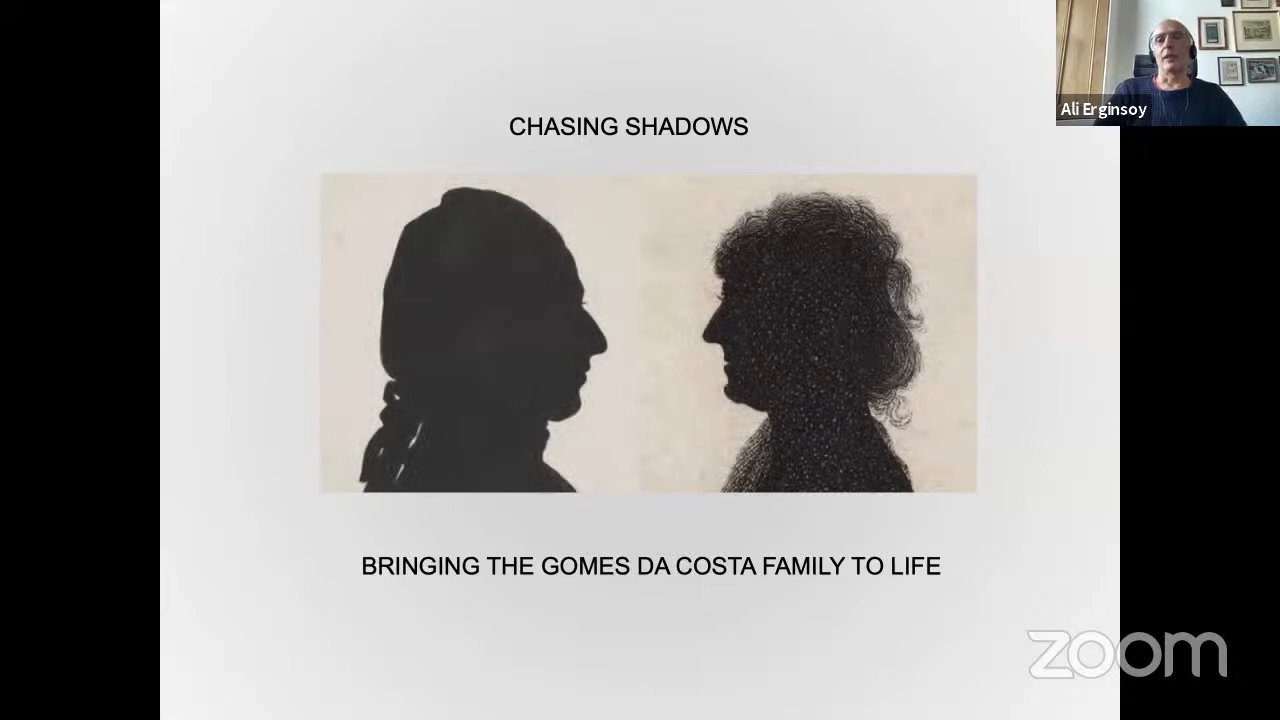 Ali Erginsoy
CHASING SHADOWS
BRINGING THE GOMES DA COSTA FAMILY TO LIFE
zoom